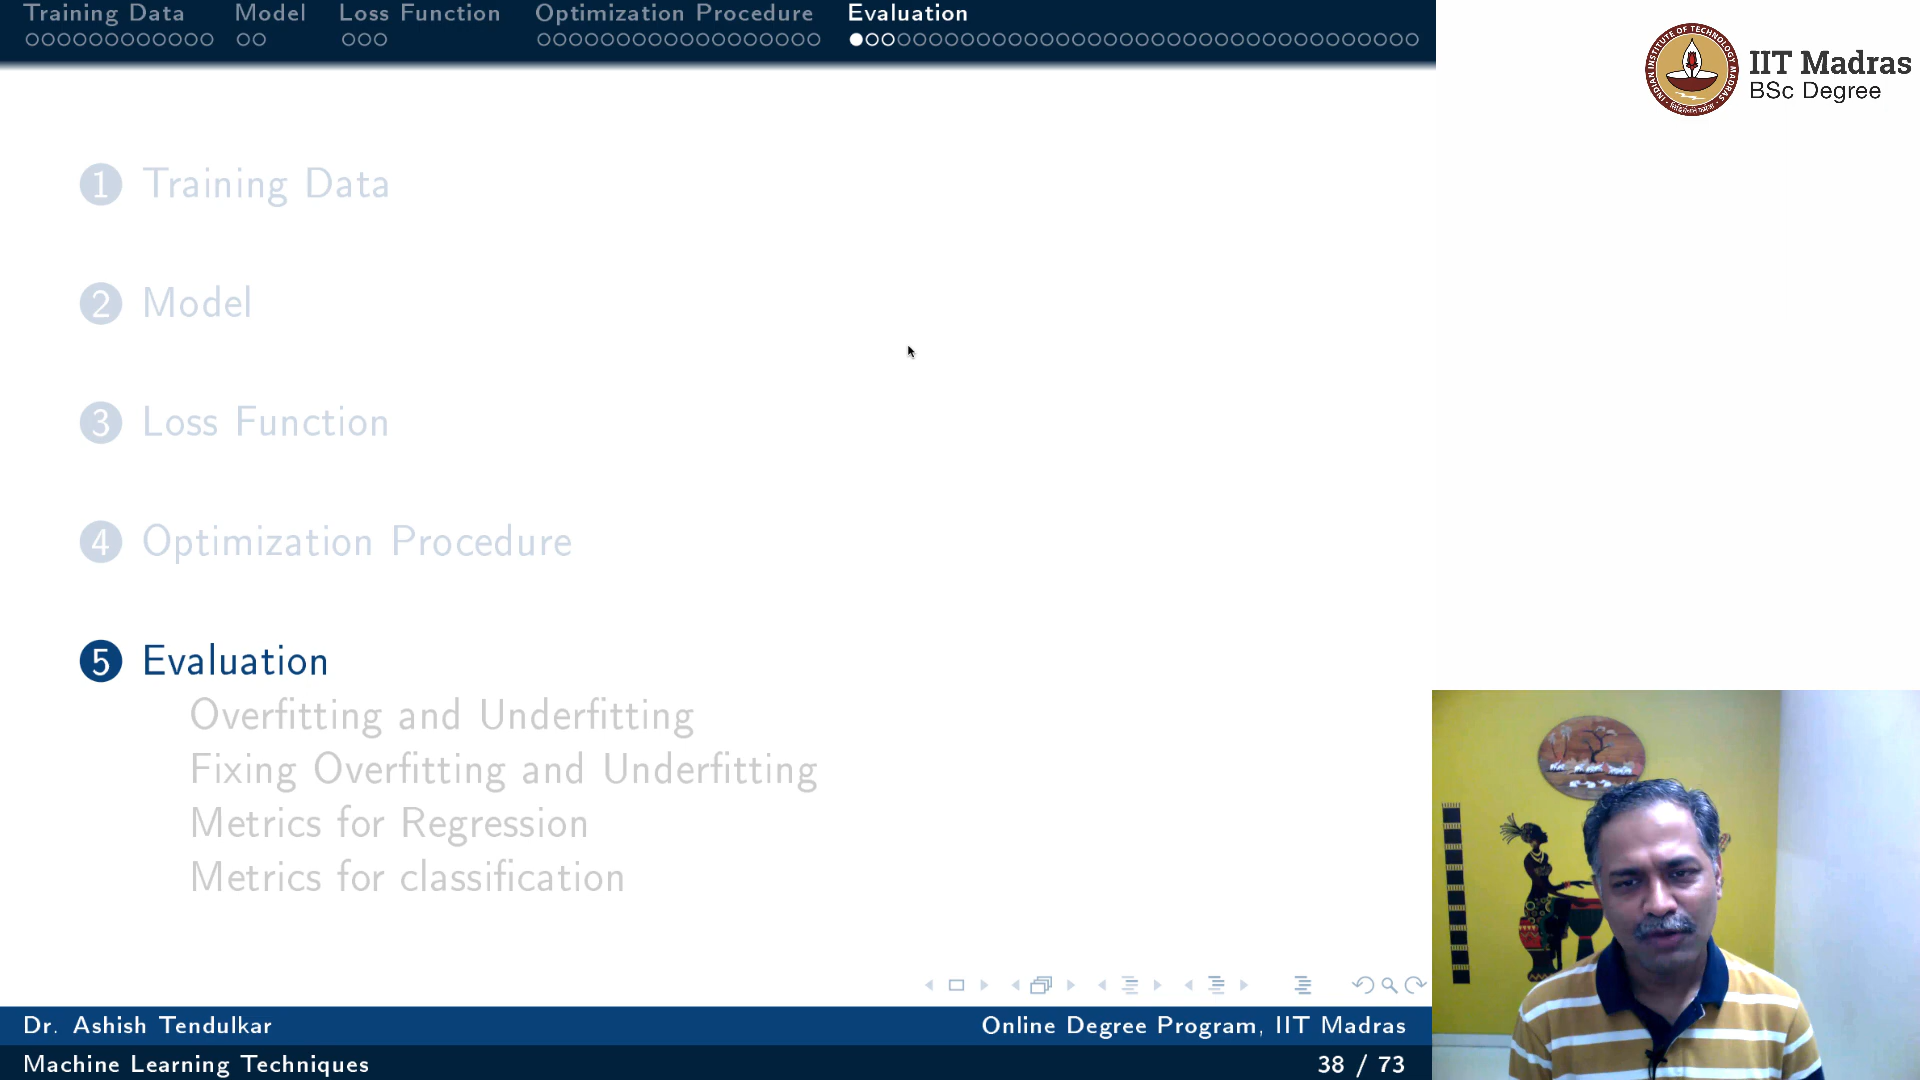 Training Data Model Loss Function Optimization Procedure Evaluation
IIT Madras
BSc Degree
1 Training Data
2 Model
3 Loss Function
4 Optimization Procedure
5 Evaluation
Overfitting and Underfitting
Fixing Overfitting and Underfitting
Metrics for Regression
Metrics for classification
Dr. Ashish Tendulkar Online Degree Program, IIT Madras
Machine Learning Techniques 38 / 73